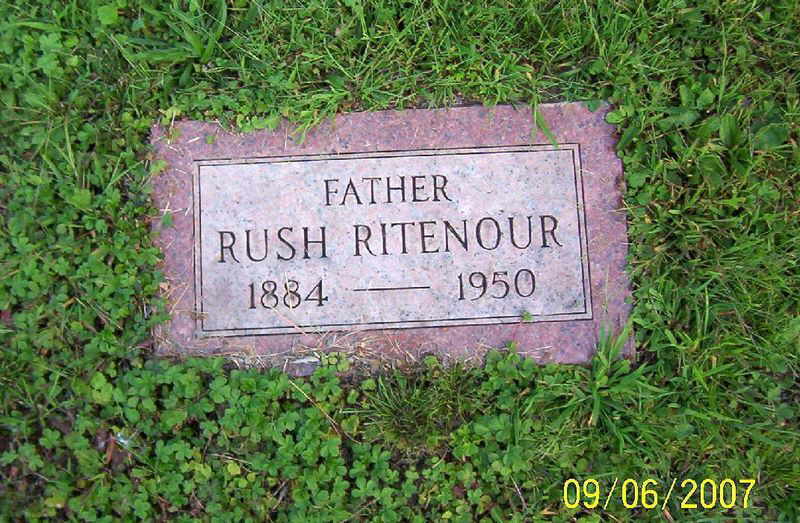 FATHER
RUSH RITENOUR
1884 — 1950
09/06/2007